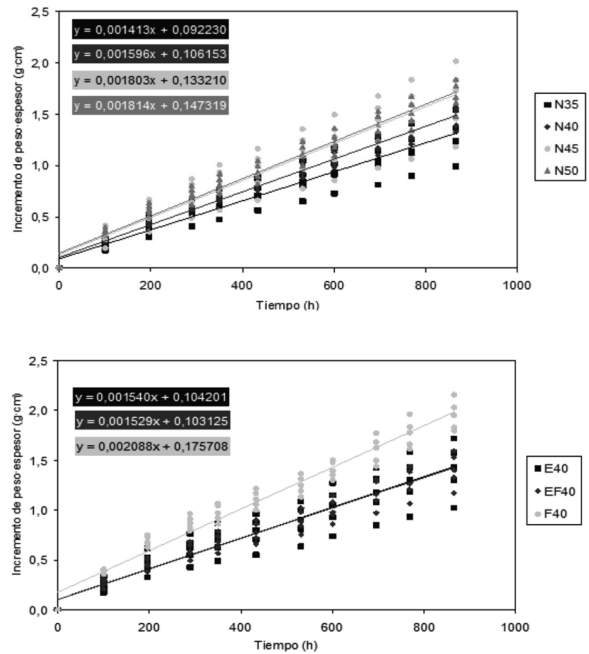 y = 0,001413x + 0,092230
y = 0,001596x + 0,106153
y = 0,001803x + 0,133210
y = 0,001814x + 0,147319
Incremento de peso·espesor (g·cm)
2,5
2,0
1,5
1,0
0,5
0,0
0
200
400
600
800
1000
Tiempo (h)
N35
N40
N45
N50
y = 0,001540x + 0,104201
y = 0,001529x + 0,103125
y = 0,002088x + 0,175708
Incremento de peso·espesor (g·cm)
2,5
2,0
1,5
1,0
0,5
0,0
0
200
400
600
800
1000
Tiempo (h)
E40
EF40
F40